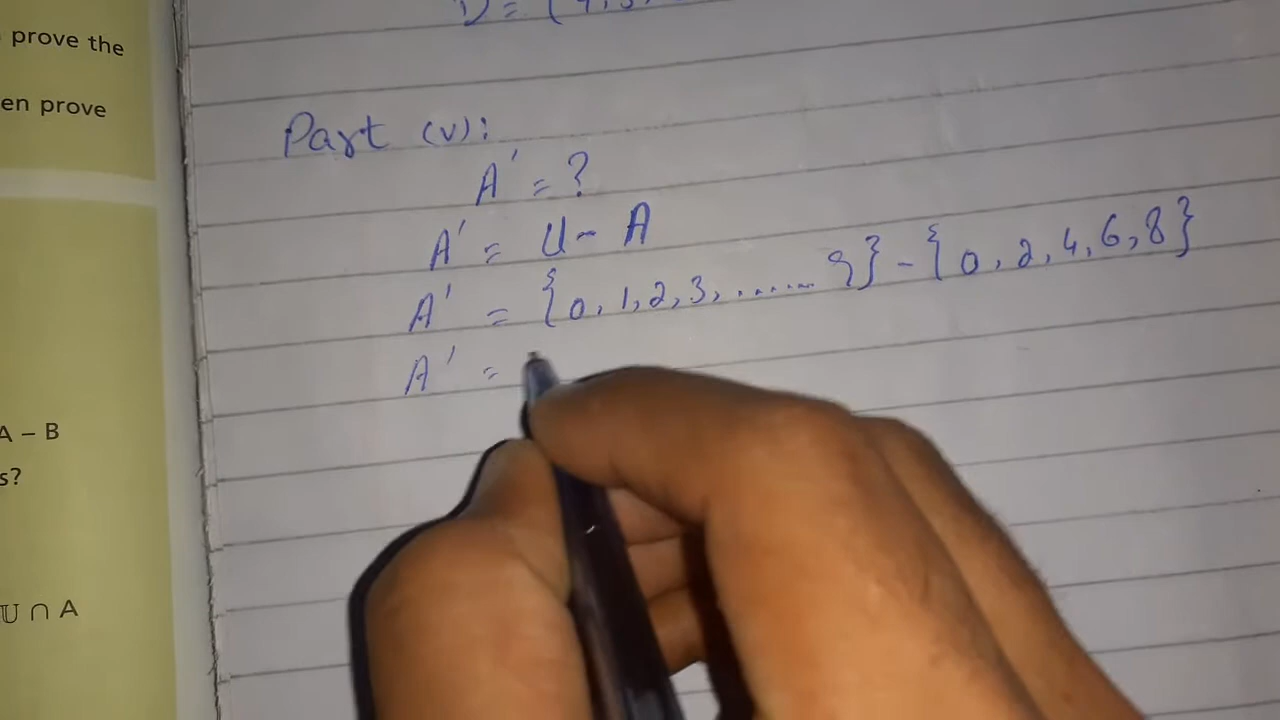 prove the
en prove
A – B
s?
U ∩ A
Part (v):
A' = ?
A' = U - A
A' = {0, 1, 2, 3, ...... 9} - {0, 2, 4, 6, 8}
A' =